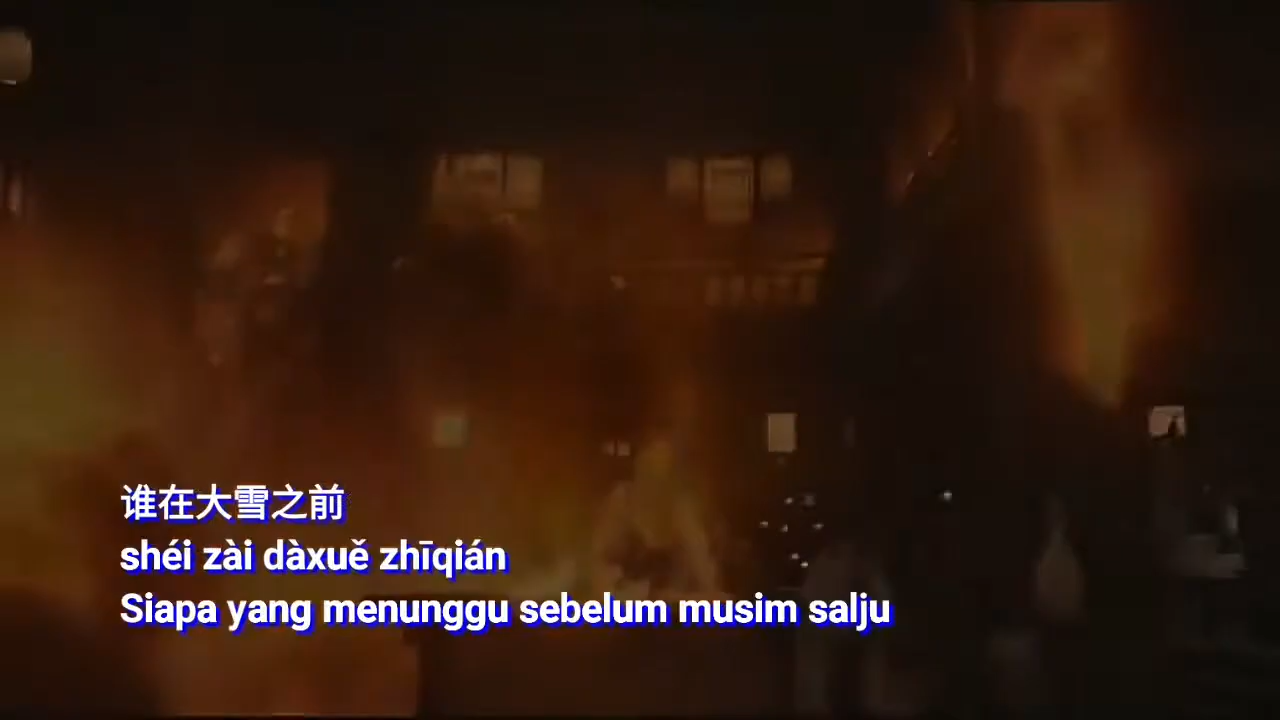 谁在大雪之前
shéi zài dàxuě zhīqián
Siapa yang menunggu sebelum musim salju